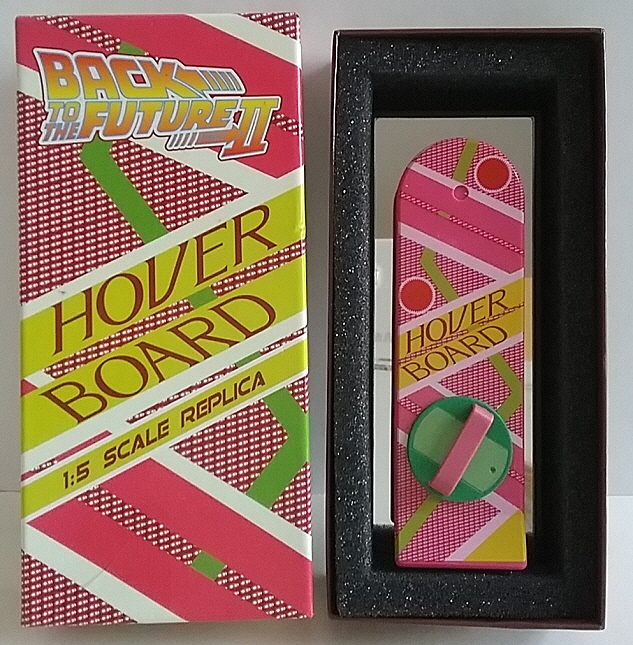 BACK
TO
THE FUTURE II
HOVER
BOARD
1:5 SCALE REPLICA
HOVER
BOARD